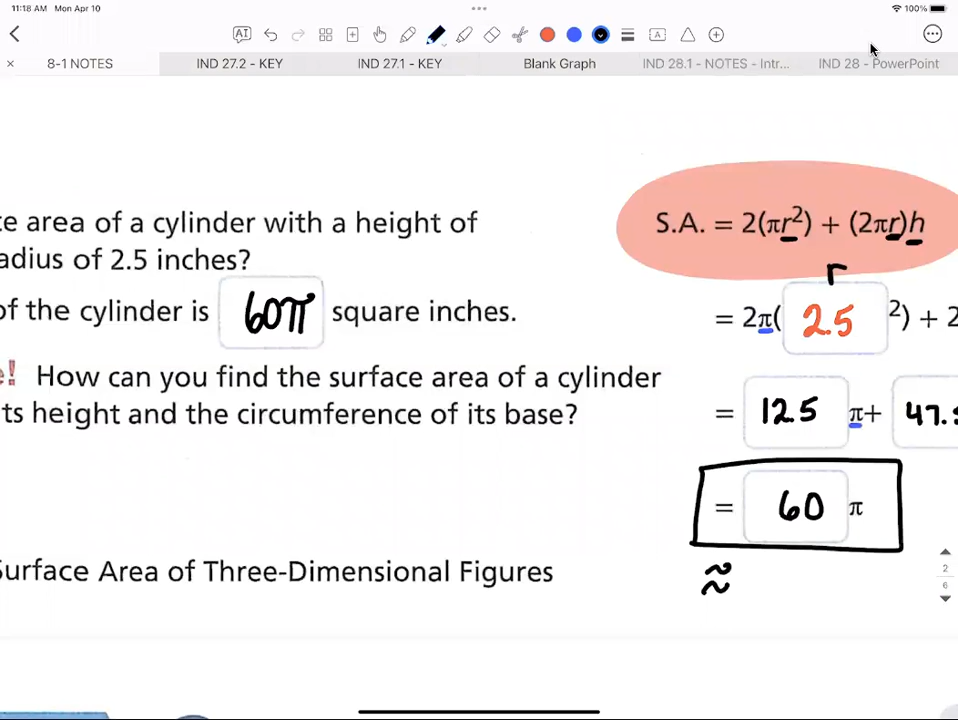 11:18 AM Mon Apr 10
100%
AI
A
8-1 NOTES
IND 27.2 - KEY
IND 27.1 - KEY
Blank Graph
IND 28.1 - NOTES - Intr...
IND 28 - PowerPoint
te area of a cylinder with a height of
adius of 2.5 inches?
of the cylinder is 60π square inches.
e! How can you find the surface area of a cylinder
ts height and the circumference of its base?
Surface Area of Three-Dimensional Figures
S.A. = 2(πr²) + (2πr)h
r
= 2π( 2.5 ²) + 2
= 12.5 π+ 47.5
= 60 π
≈
2
6